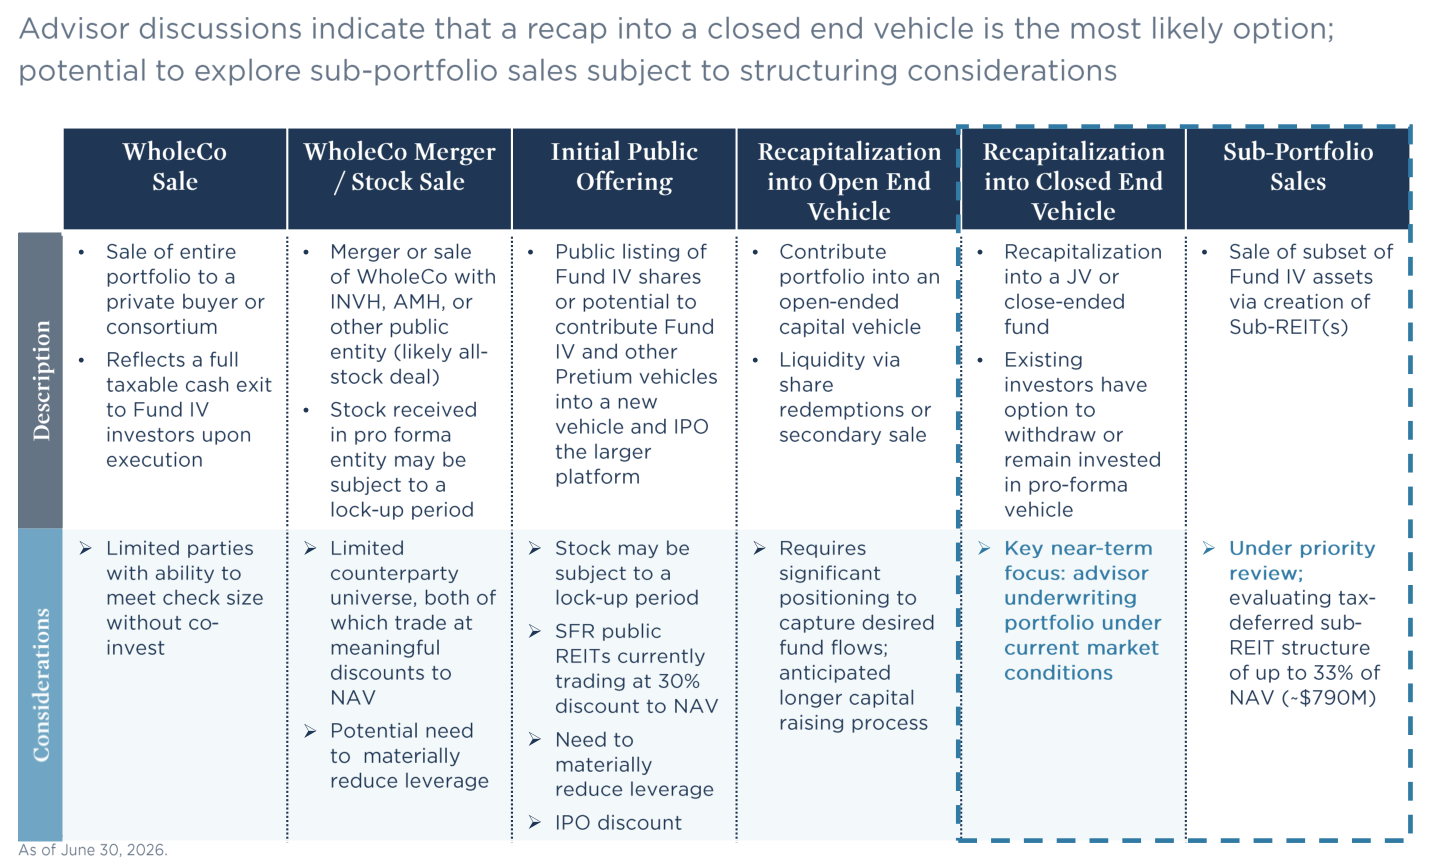 Advisor discussions indicate that a recap into a closed end vehicle is the most likely option;
potential to explore sub-portfolio sales subject to structuring considerations
WholeCo
Sale
WholeCo Merger
/ Stock Sale
Initial Public
Offering
Recapitalization
into Open End
Vehicle
Recapitalization
into Closed End
Vehicle
Sub-Portfolio
Sales
Description
• Sale of entire
portfolio to a
private buyer or
consortium
• Reflects a full
taxable cash exit
to Fund IV
investors upon
execution
• Merger or sale
of WholeCo with
INVH, AMH, or
other public
entity (likely all-
stock deal)
• Stock received
in pro forma
entity may be
subject to a
lock-up period
• Public listing of
Fund IV shares
or potential to
contribute Fund
IV and other
Pretium vehicles
into a new
vehicle and IPO
the larger
platform
• Contribute
portfolio into an
open-ended
capital vehicle
• Liquidity via
share
redemptions or
secondary sale
• Recapitalization
into a JV or
close-ended
fund
• Existing
investors have
option to
withdraw or
remain invested
in pro-forma
vehicle
• Sale of subset of
Fund IV assets
via creation of
Sub-REIT(s)
Considerations
➢ Limited parties
with ability to
meet check size
without co-
invest
➢ Limited
counterparty
universe, both of
which trade at
meaningful
discounts to
NAV
➢ Potential need
to materially
reduce leverage
➢ Stock may be
subject to a
lock-up period
➢ SFR public
REITs currently
trading at 30%
discount to NAV
➢ Need to
materially
reduce leverage
➢ IPO discount
➢ Requires
significant
positioning to
capture desired
fund flows;
anticipated
longer capital
raising process
➢ Key near-term
focus: advisor
underwriting
portfolio under
current market
conditions
➢ Under priority
review;
evaluating tax-
deferred sub-
REIT structure
of up to 33% of
NAV (~$790M)
As of June 30, 2026.